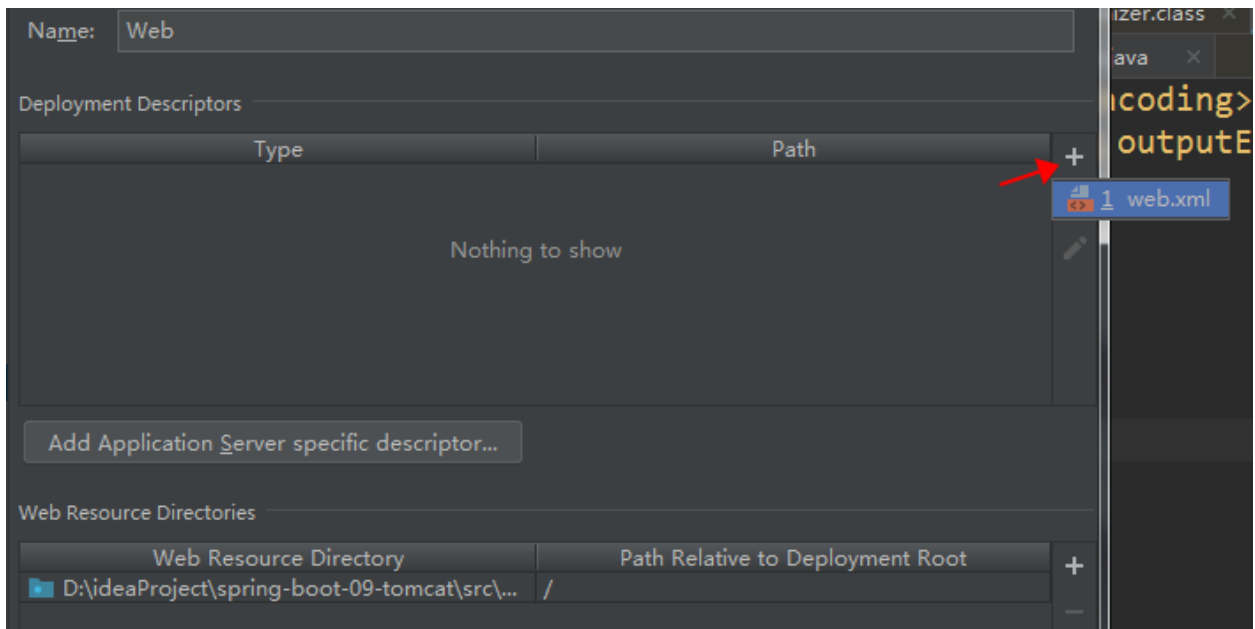 Name: Web
izer.class
ava
Deployment Descriptors
ncoding>
Type Path
outputE
1 web.xml
Nothing to show
Add Application Server specific descriptor...
Web Resource Directories
Web Resource Directory Path Relative to Deployment Root
D:\ideaProject\spring-boot-09-tomcat\src\... /